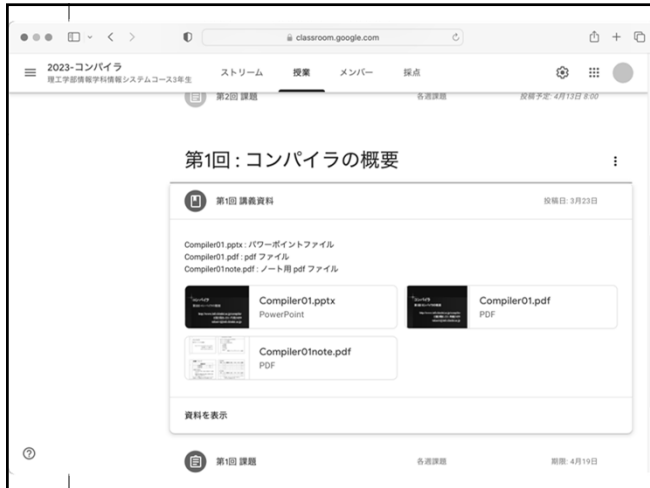 classroom.google.com
2023-コンパイラ
理工学部情報学科情報システムコース3年生
ストリーム 授業 メンバー 採点
第2回 課題 各週課題 投稿予定: 4月13日 8:00
第1回 : コンパイラの概要
第1回 講義資料 投稿日: 3月23日
Compiler01.pptx : パワーポイントファイル
Compiler01.pdf : pdf ファイル
Compiler01note.pdf : ノート用 pdf ファイル
Compiler01.pptx
PowerPoint
Compiler01.pdf
PDF
Compiler01note.pdf
PDF
資料を表示
第1回 課題 各週課題 期限: 4月19日